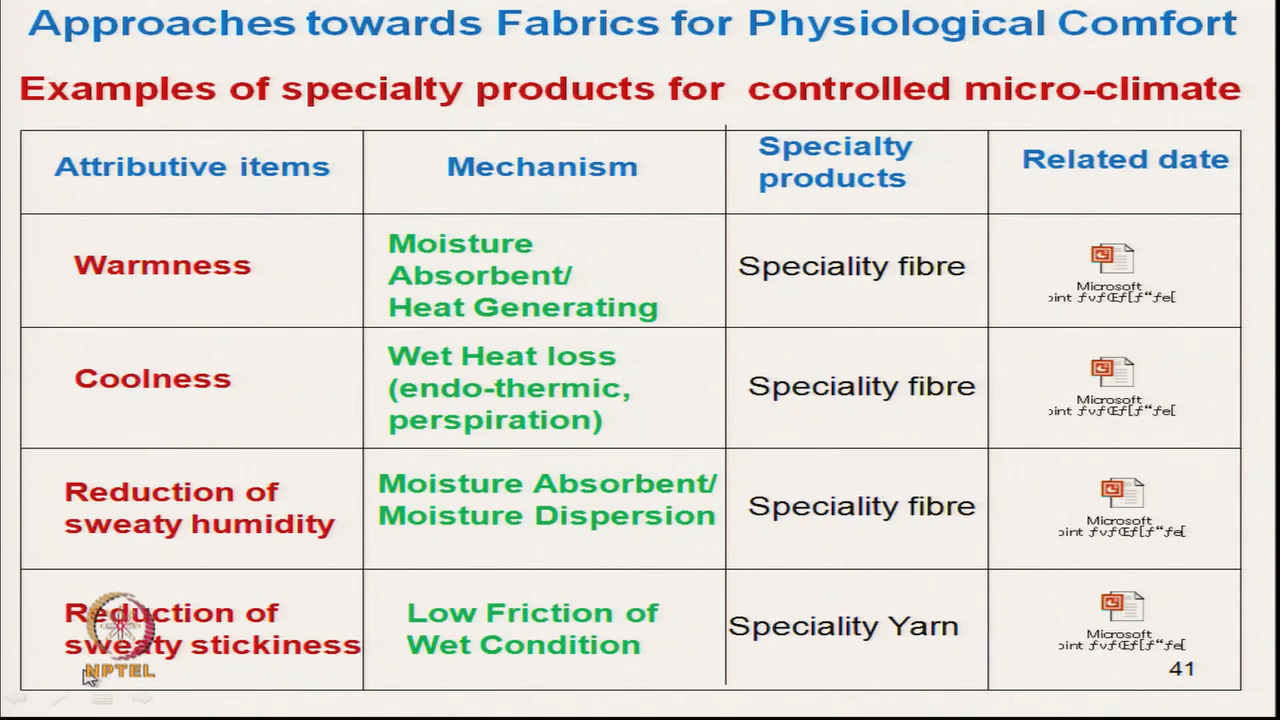 Approaches towards Fabrics for Physiological Comfort
Examples of specialty products for controlled micro-climate
Attributive items
Mechanism
Specialty
products
Related date
Warmness
Moisture
Absorbent/
Heat Generating
Speciality fibre
Microsoft
Coolness
Wet Heat loss
(endo-thermic,
perspiration)
Speciality fibre
Microsoft
Reduction of
sweaty humidity
Moisture Absorbent/
Moisture Dispersion
Speciality fibre
Microsoft
Reduction of
sweaty stickiness
Low Friction of
Wet Condition
Speciality Yarn
Microsoft
NPTEL
41